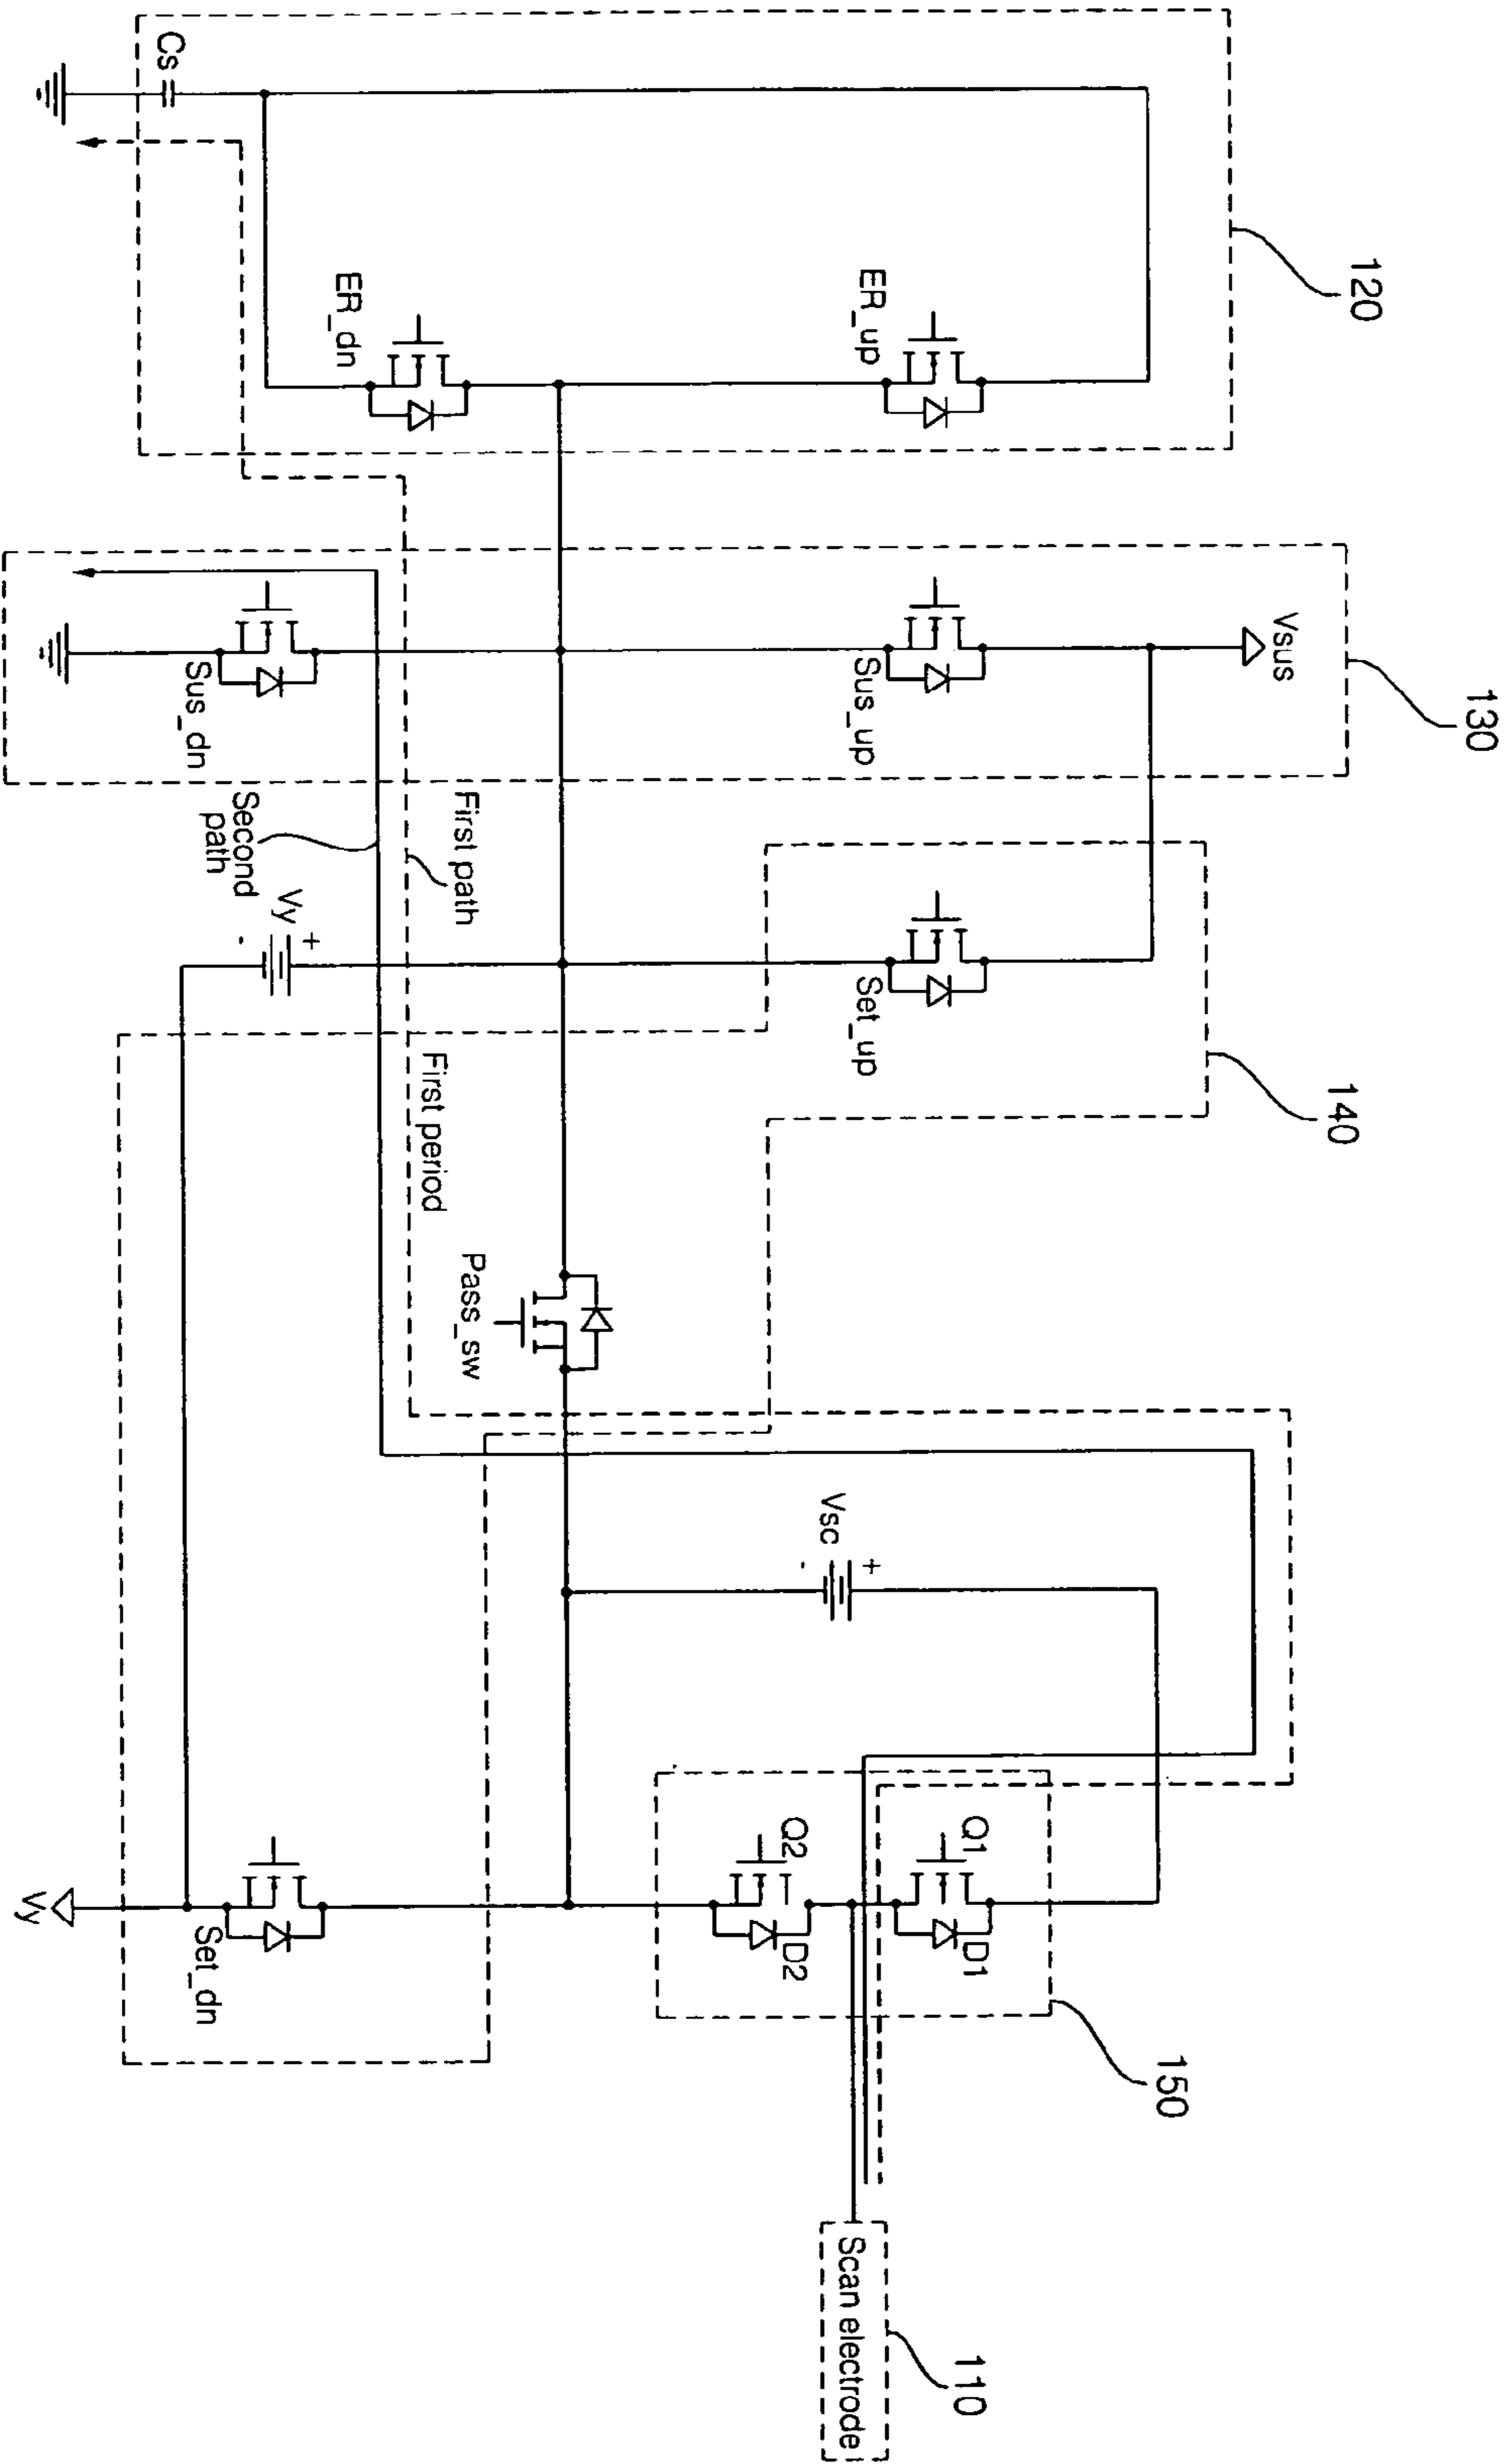 120
130
140
150
110
Cs
ER_dn
ER_up
Vsus
Sus_up
Sus_dn
Second
path
First path
Vy
+
-
Set_up
First period
Pass_sw
Vsc
+
-
Q1
D1
Q2
D2
Set_dn
Vy
Scan electrode